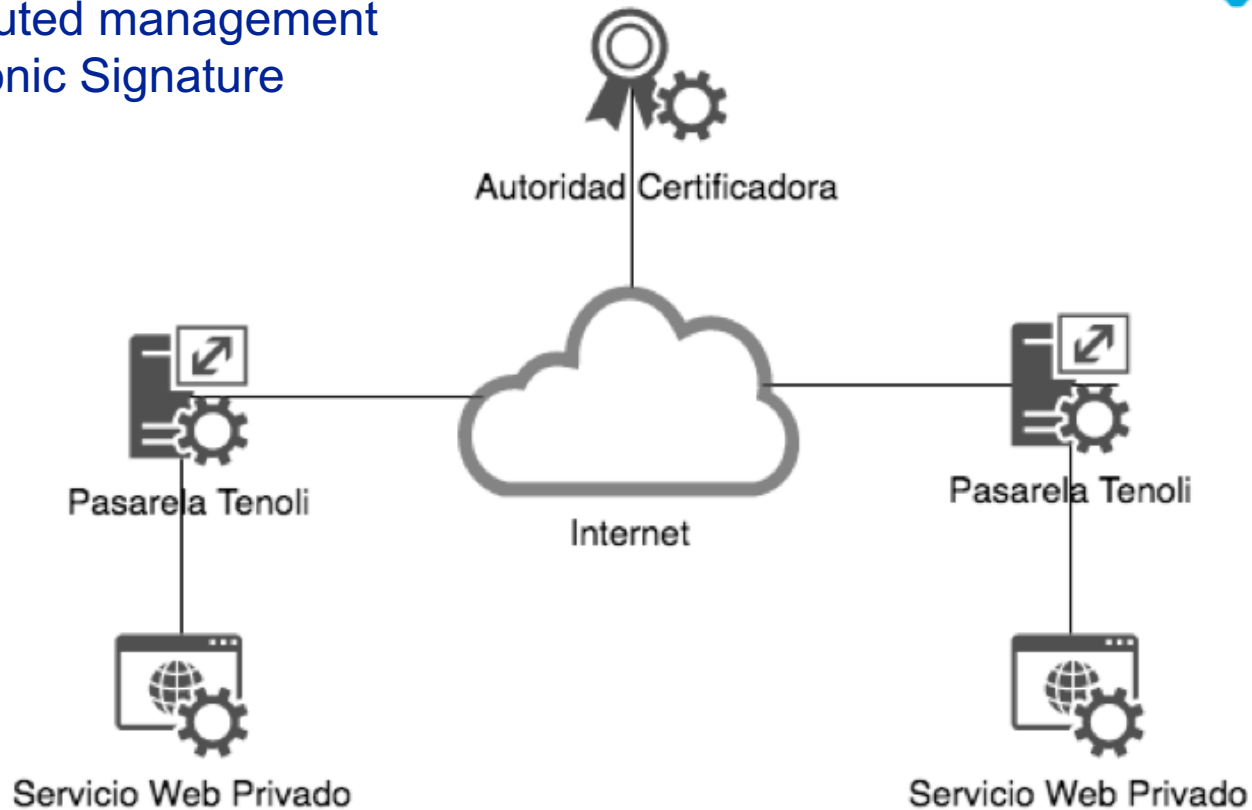 uted management
onic Signature
Autoridad Certificadora
Pasarela Tenoli
Pasarela Tenoli
Internet
Servicio Web Privado
Servicio Web Privado